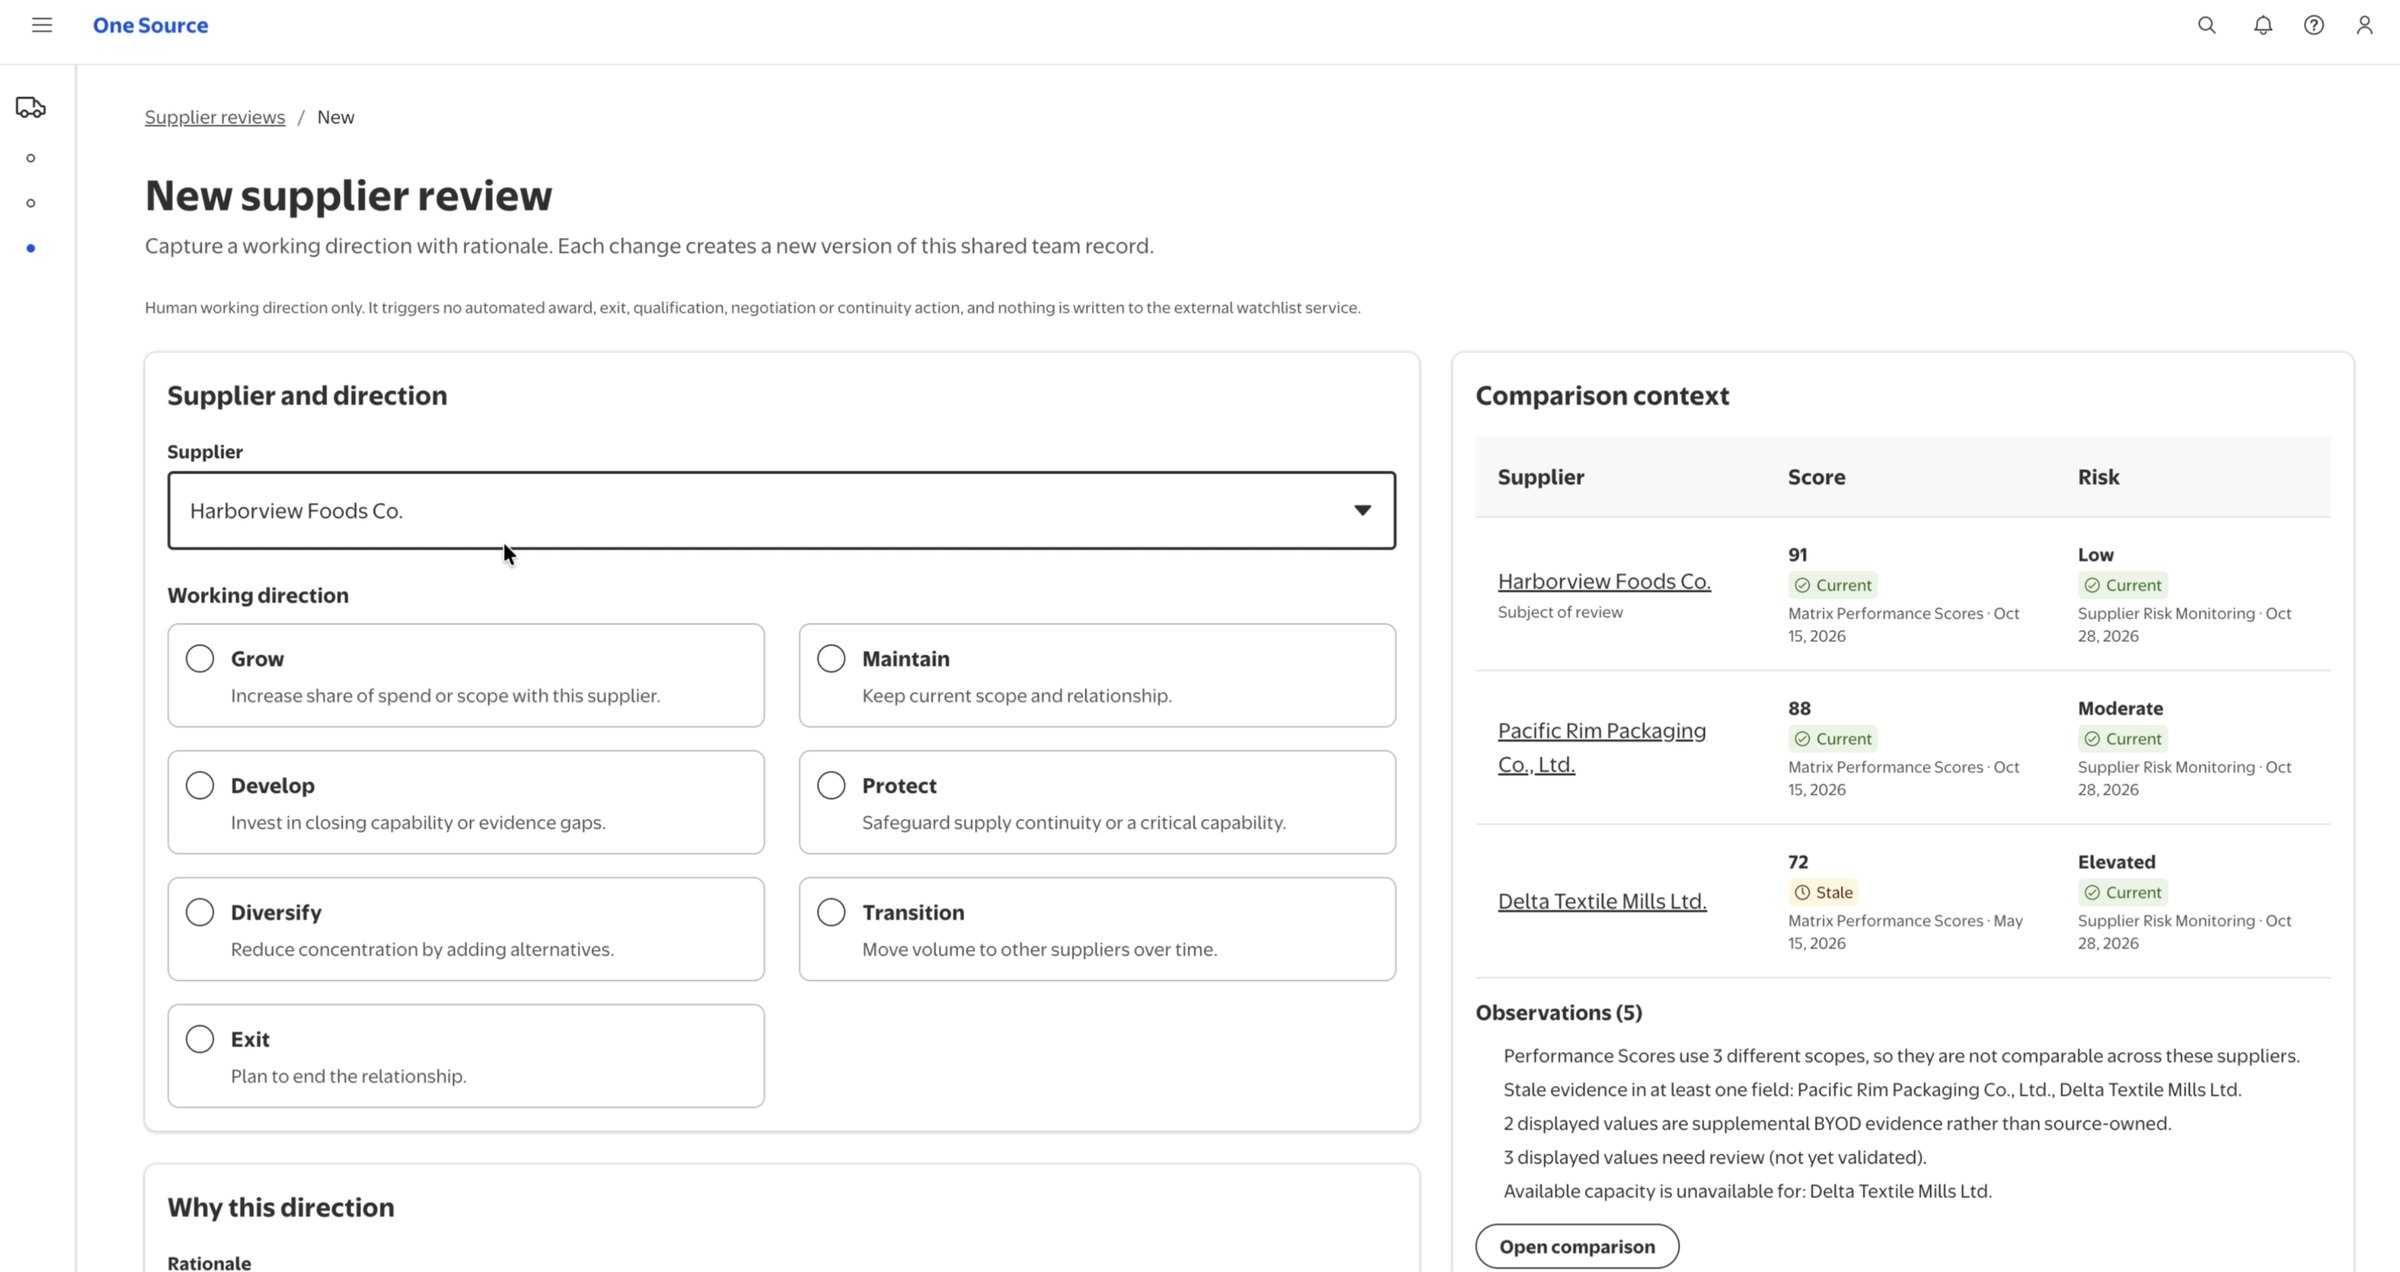 One Source
Supplier reviews / New
New supplier review
Capture a working direction with rationale. Each change creates a new version of this shared team record.
Human working direction only. It triggers no automated award, exit, qualification, negotiation or continuity action, and nothing is written to the external watchlist service.
Supplier and direction
Supplier
Harborview Foods Co.
Working direction
Grow
Increase share of spend or scope with this supplier.
Maintain
Keep current scope and relationship.
Develop
Invest in closing capability or evidence gaps.
Protect
Safeguard supply continuity or a critical capability.
Diversify
Reduce concentration by adding alternatives.
Transition
Move volume to other suppliers over time.
Exit
Plan to end the relationship.
Why this direction
Rationale
Comparison context
Supplier Score Risk
Harborview Foods Co.
Subject of review
91
Current
Matrix Performance Scores · Oct
15, 2026
Low
Current
Supplier Risk Monitoring · Oct
28, 2026
Pacific Rim Packaging
Co., Ltd.
88
Current
Matrix Performance Scores · Oct
15, 2026
Moderate
Current
Supplier Risk Monitoring · Oct
28, 2026
Delta Textile Mills Ltd.
72
Stale
Matrix Performance Scores · May
15, 2026
Elevated
Current
Supplier Risk Monitoring · Oct
28, 2026
Observations (5)
Performance Scores use 3 different scopes, so they are not comparable across these suppliers.
Stale evidence in at least one field: Pacific Rim Packaging Co., Ltd., Delta Textile Mills Ltd.
2 displayed values are supplemental BYOD evidence rather than source-owned.
3 displayed values need review (not yet validated).
Available capacity is unavailable for: Delta Textile Mills Ltd.
Open comparison